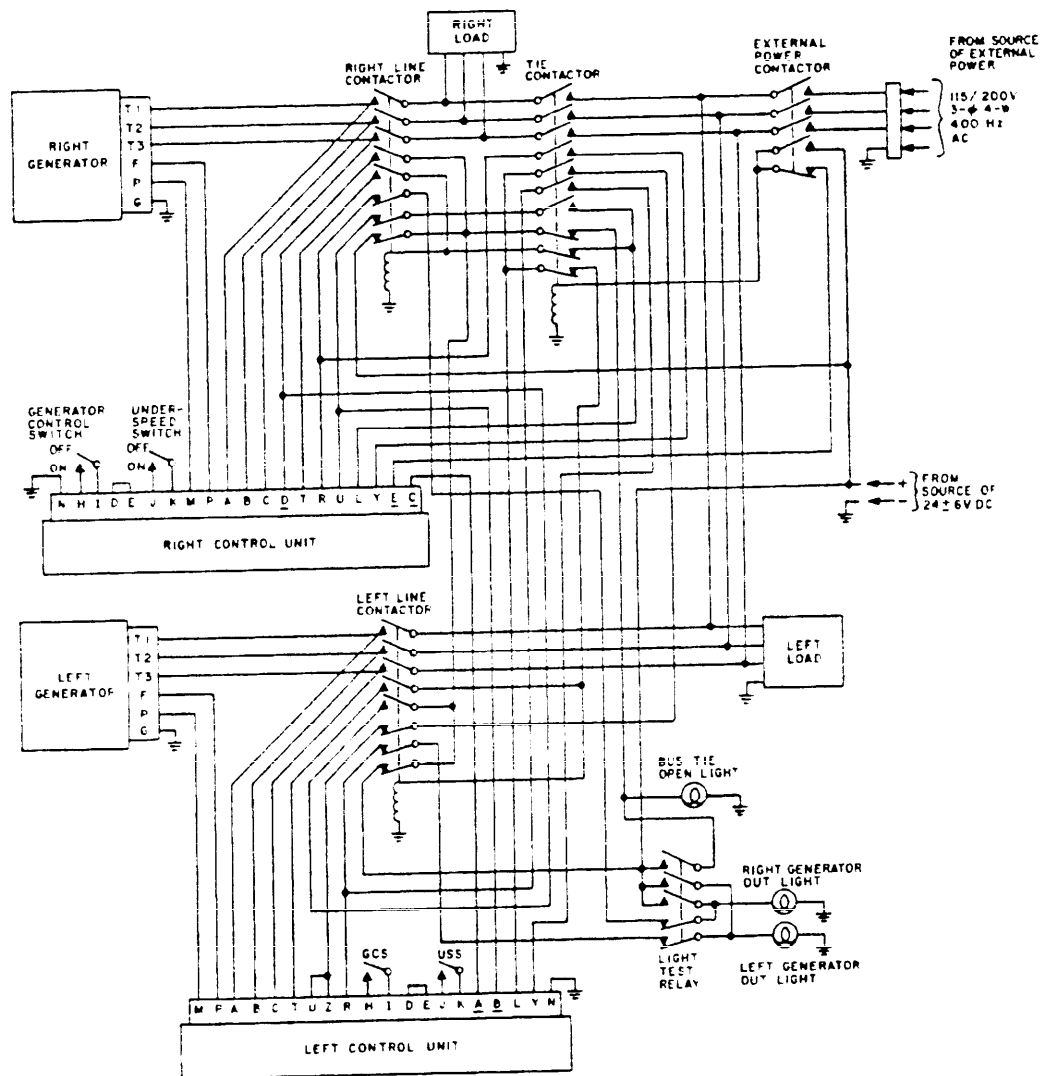 RIGHT
LOAD
RIGHT LINE
CONTACTOR
TIE
CONTACTOR
EXTERNAL
POWER
CONTACTOR
FROM SOURCE
OF EXTERNAL
POWER
115/200V
3-φ 4-W
400 Hz
AC
RIGHT
GENERATOR
T1
T2
T3
F
P
G
GENERATOR
CONTROL
SWITCH
OFF
ON
UNDER-
SPEED
SWITCH
OFF
ON
N H I D E J K M P A B C D T R U L Y E C
RIGHT CONTROL UNIT
+
-
FROM
SOURCE OF
24±6V DC
LEFT LINE
CONTACTOR
LEFT
GENERATOR
T1
T2
T3
F
P
G
LEFT
LOAD
BUS TIE
OPEN LIGHT
RIGHT GENERATOR
OUT LIGHT
LIGHT
TEST
RELAY
LEFT GENERATOR
OUT LIGHT
GCS
USS
M P A B C T U Z R H I D E J K A B L Y N
LEFT CONTROL UNIT